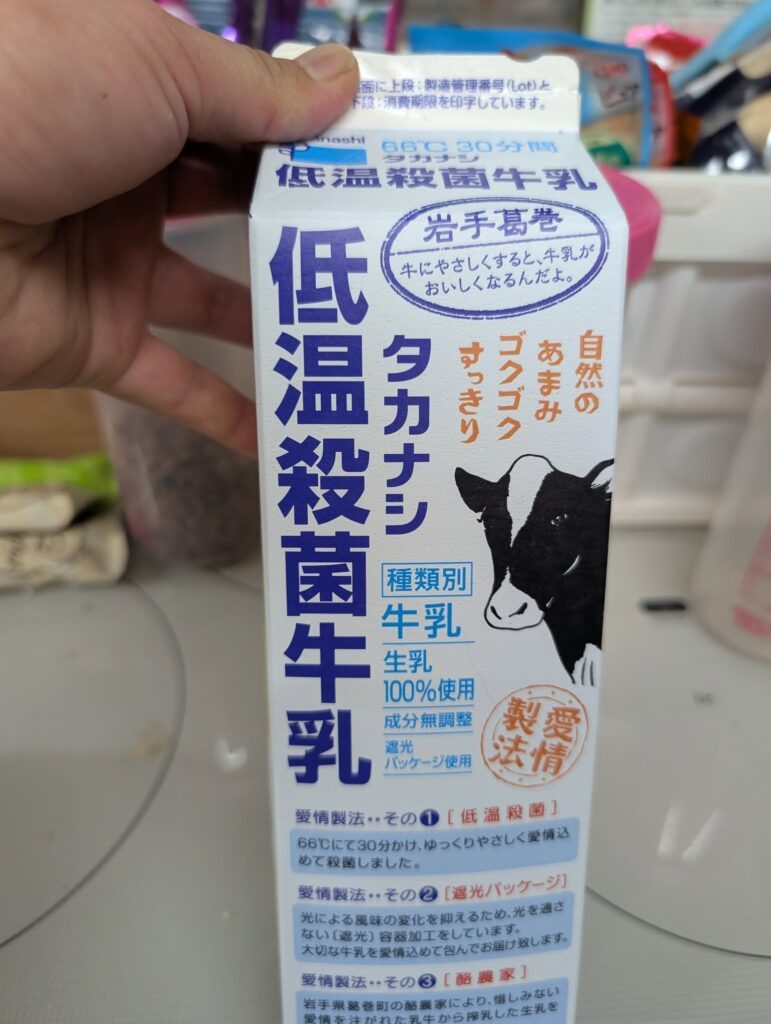 面に上段:製造管理番号(Lot)と
下段:消費期限を印字しています。
66℃ 30分間
タカナシ
低温殺菌牛乳
岩手葛巻
牛にやさしくすると、牛乳が
おいしくなるんだよ。
低温殺菌牛乳
タカナシ
自然の
あまみ
ゴクゴク
すっきり
種類別
牛乳
生乳
100%使用
成分無調整
遮光
パッケージ使用
愛情
製法
愛情製法‥その❶[低温殺菌]
66℃にて30分かけ、ゆっくりやさしく愛情込
めて殺菌しました。
愛情製法‥その❷[遮光パッケージ]
光による風味の変化を抑えるため、光を通さ
ない〔遮光〕容器加工をしています。
大切な牛乳を愛情込めて包んでお届け致します。
愛情製法‥その❸[酪農家]
岩手県葛巻町の酪農家により、惜しみない
愛情を注がれた乳牛から搾乳した生乳を